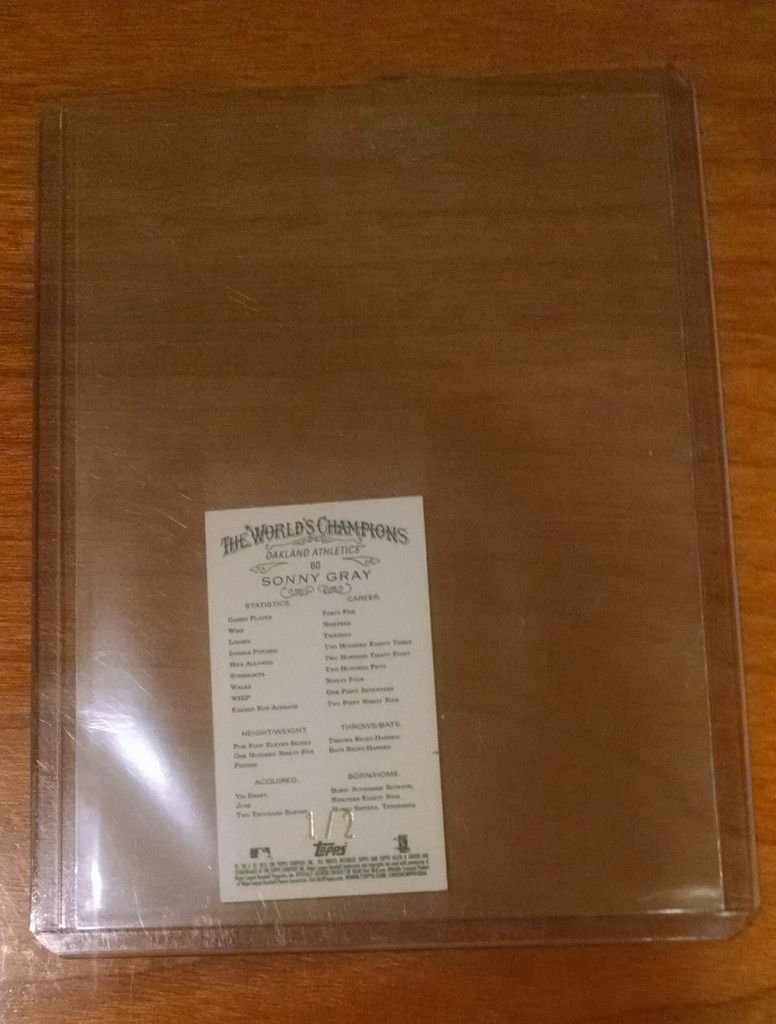 THE WORLD'S CHAMPIONS
OAKLAND ATHLETICS™
60
SONNY GRAY
STATISTICS. CAREER.
GAMES PLAYED FORTY FIVE
WINS NINETEEN
LOSSES THIRTEEN
INNINGS PITCHED TWO HUNDRED EIGHTY THREE
HITS ALLOWED TWO HUNDRED THIRTY EIGHT
STRIKEOUTS TWO HUNDRED FIFTY
WALKS NINETY FOUR
WHIP ONE POINT SEVENTEEN
EARNED RUN AVERAGE TWO POINT NINETY NINE
HEIGHT/WEIGHT. THROWS/BATS.
FIVE FOOT ELEVEN INCHES THROWS RIGHT-HANDED
ONE HUNDRED NINETY FIVE BATS RIGHT-HANDED
POUNDS
ACQUIRED. BORN/HOME.
VIA DRAFT, BORN: NOVEMBER SEVENTH,
JUNE NINETEEN EIGHTY NINE
TWO THOUSAND ELEVEN HOME: SMYRNA, TENNESSEE
1/2
Topps